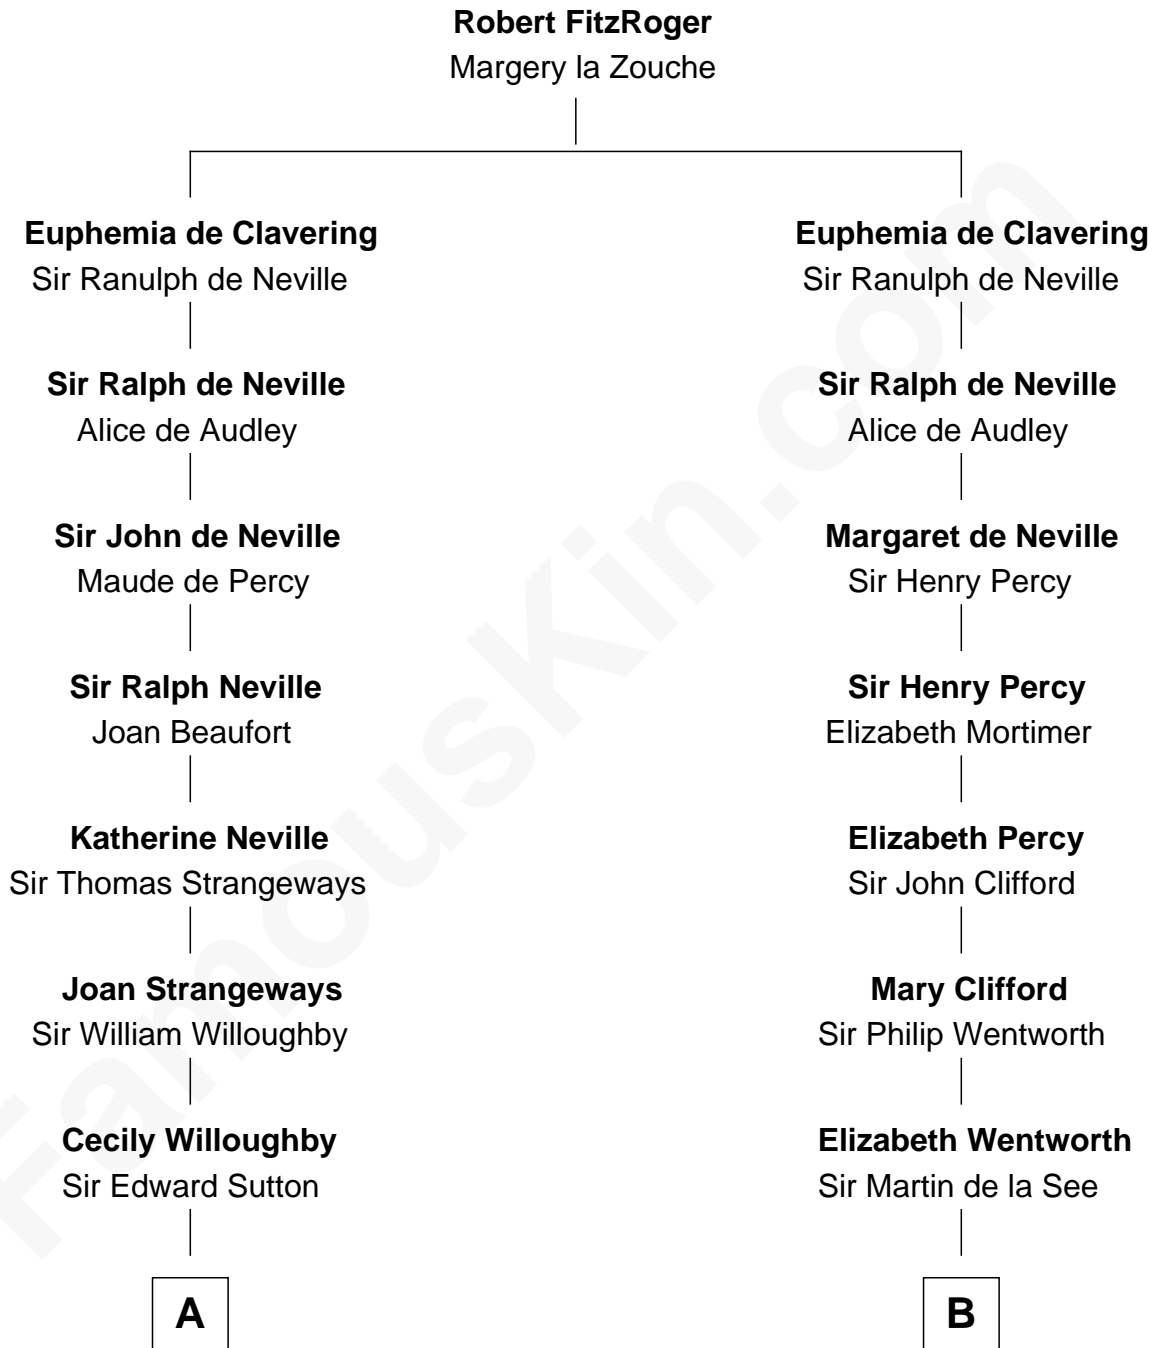 Robert FitzRoger
Margery la Zouche
Euphemia de Clavering
Sir Ranulph de Neville
Sir Ralph de Neville
Alice de Audley
Sir John de Neville
Maude de Percy
Sir Ralph Neville
Joan Beaufort
Katherine Neville
Sir Thomas Strangeways
Joan Strangeways
Sir William Willoughby
Cecily Willoughby
Sir Edward Sutton
A
Euphemia de Clavering
Sir Ranulph de Neville
Sir Ralph de Neville
Alice de Audley
Margaret de Neville
Sir Henry Percy
Sir Henry Percy
Elizabeth Mortimer
Elizabeth Percy
Sir John Clifford
Mary Clifford
Sir Philip Wentworth
Elizabeth Wentworth
Sir Martin de la See
B
FamousKin.com